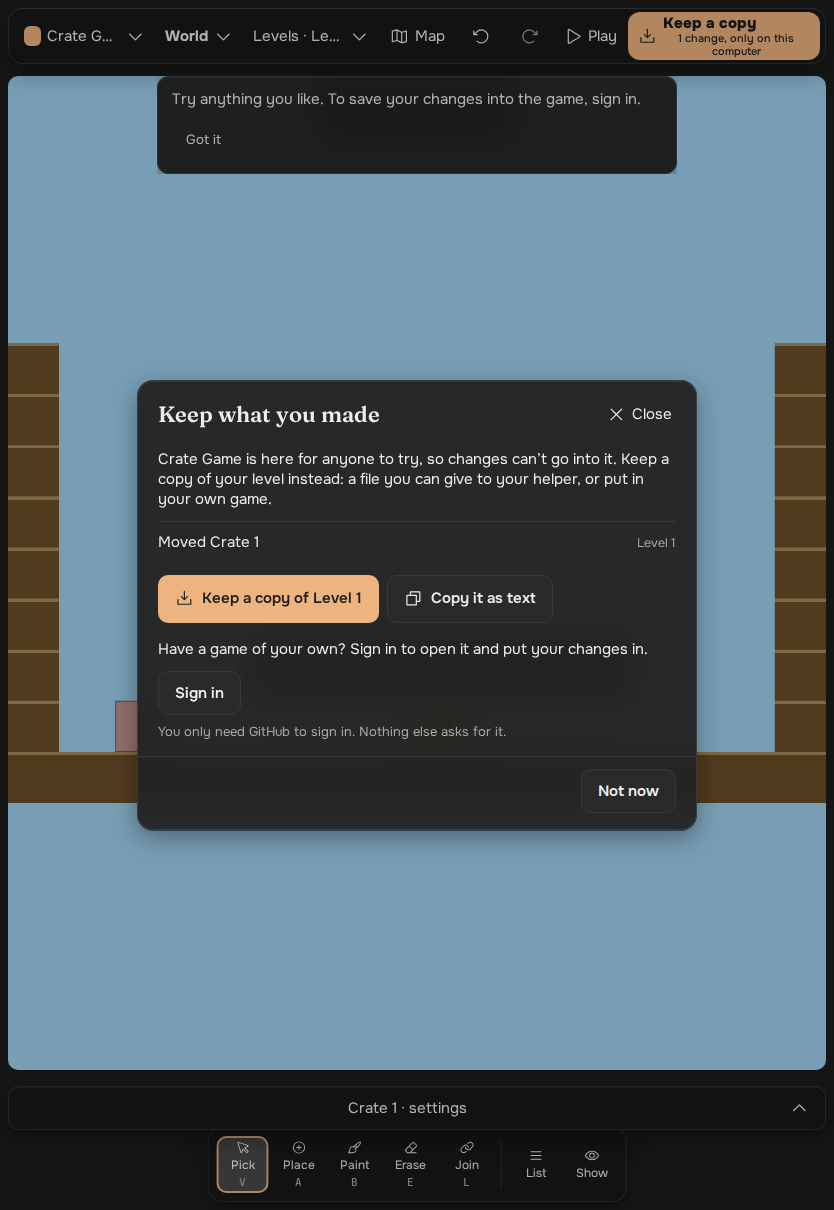 Crate G...
World
Levels · Le...
Map
Play
Keep a copy
1 change, only on this
computer
Try anything you like. To save your changes into the game, sign in.
Got it
Keep what you made
Close
Crate Game is here for anyone to try, so changes can’t go into it. Keep a
copy of your level instead: a file you can give to your helper, or put in
your own game.
Moved Crate 1
Level 1
Keep a copy of Level 1
Copy it as text
Have a game of your own? Sign in to open it and put your changes in.
Sign in
You only need GitHub to sign in. Nothing else asks for it.
Not now
Crate 1 · settings
Pick
Place
Paint
Erase
Join
List
Show
V
A
B
E
L